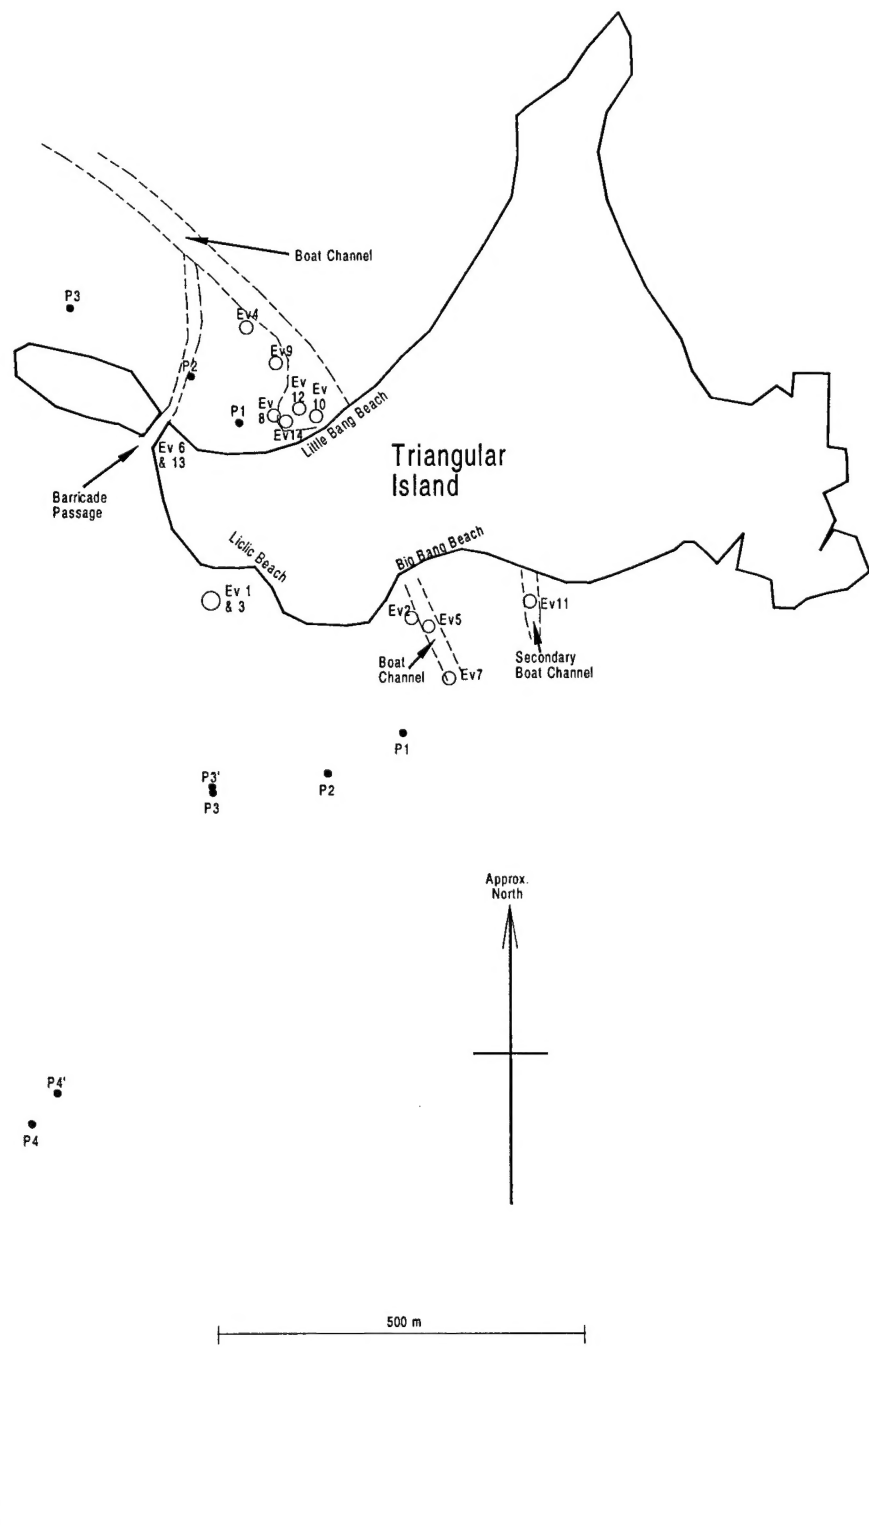 Boat Channel
P3
Ev4
Ev9
P2
Ev
12
Ev
10
Ev
8
P1
Ev14
Little Bang Beach
Ev 6
& 13
Triangular
Island
Barricade
Passage
Liclic Beach
Big Bang Beach
Ev 1
& 3
Ev2
Ev5
Ev11
Boat
Channel
Ev7
Secondary
Boat Channel
P1
P3'
P3
P2
Approx.
North
P4'
P4
500 m